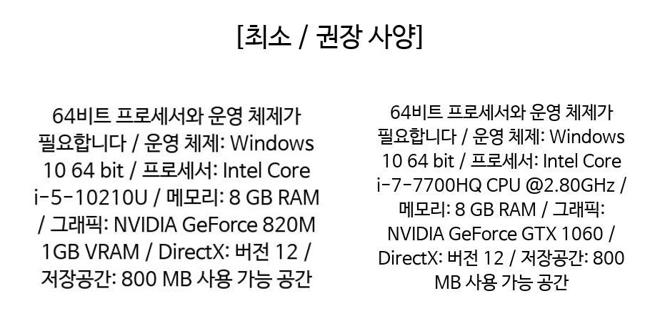 [최소 / 권장 사양]
64비트 프로세서와 운영 체제가
필요합니다 / 운영 체제: Windows
10 64 bit / 프로세서: Intel Core
i-5-10210U / 메모리: 8 GB RAM
/ 그래픽: NVIDIA GeForce 820M
1GB VRAM / DirectX: 버전 12 /
저장공간: 800 MB 사용 가능 공간
64비트 프로세서와 운영 체제가
필요합니다 / 운영 체제: Windows
10 64 bit / 프로세서: Intel Core
i-7-7700HQ CPU @2.80GHz /
메모리: 8 GB RAM / 그래픽:
NVIDIA GeForce GTX 1060 /
DirectX: 버전 12 / 저장공간: 800
MB 사용 가능 공간